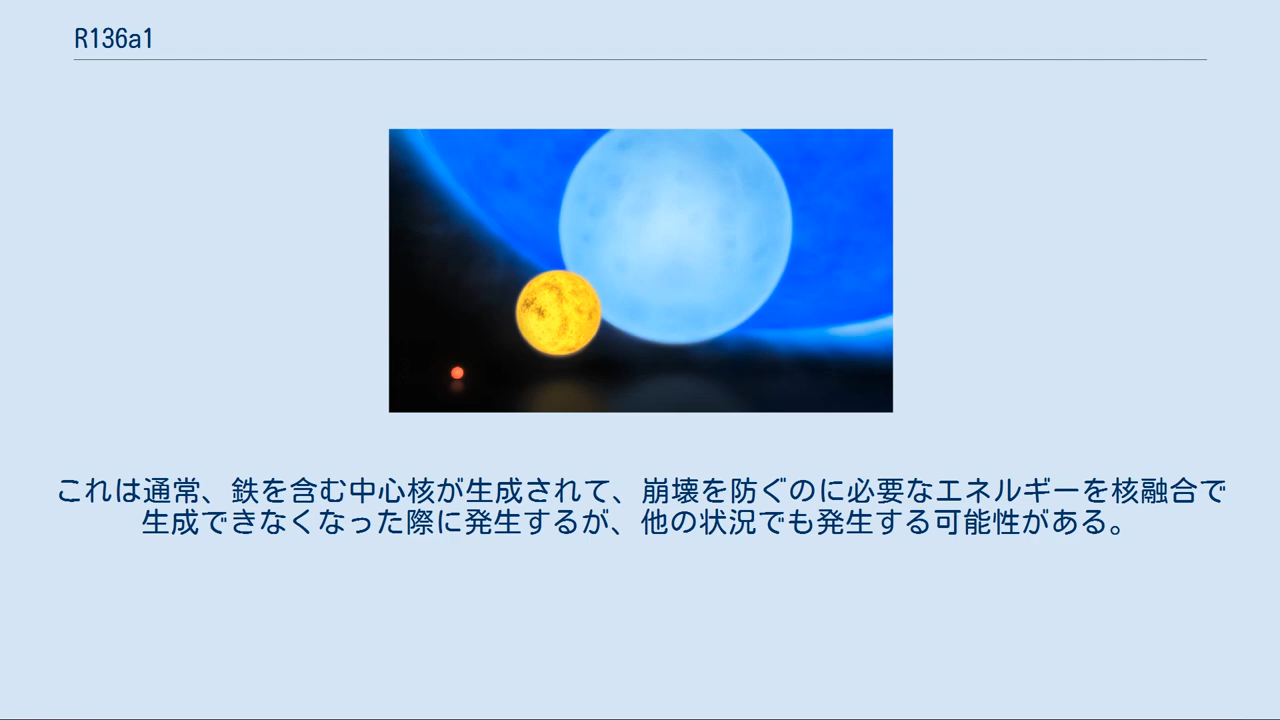 R136a1
これは通常、鉄を含む中心核が生成されて、崩壊を防ぐのに必要なエネルギーを核融合で
生成できなくなった際に発生するが、他の状況でも発生する可能性がある。